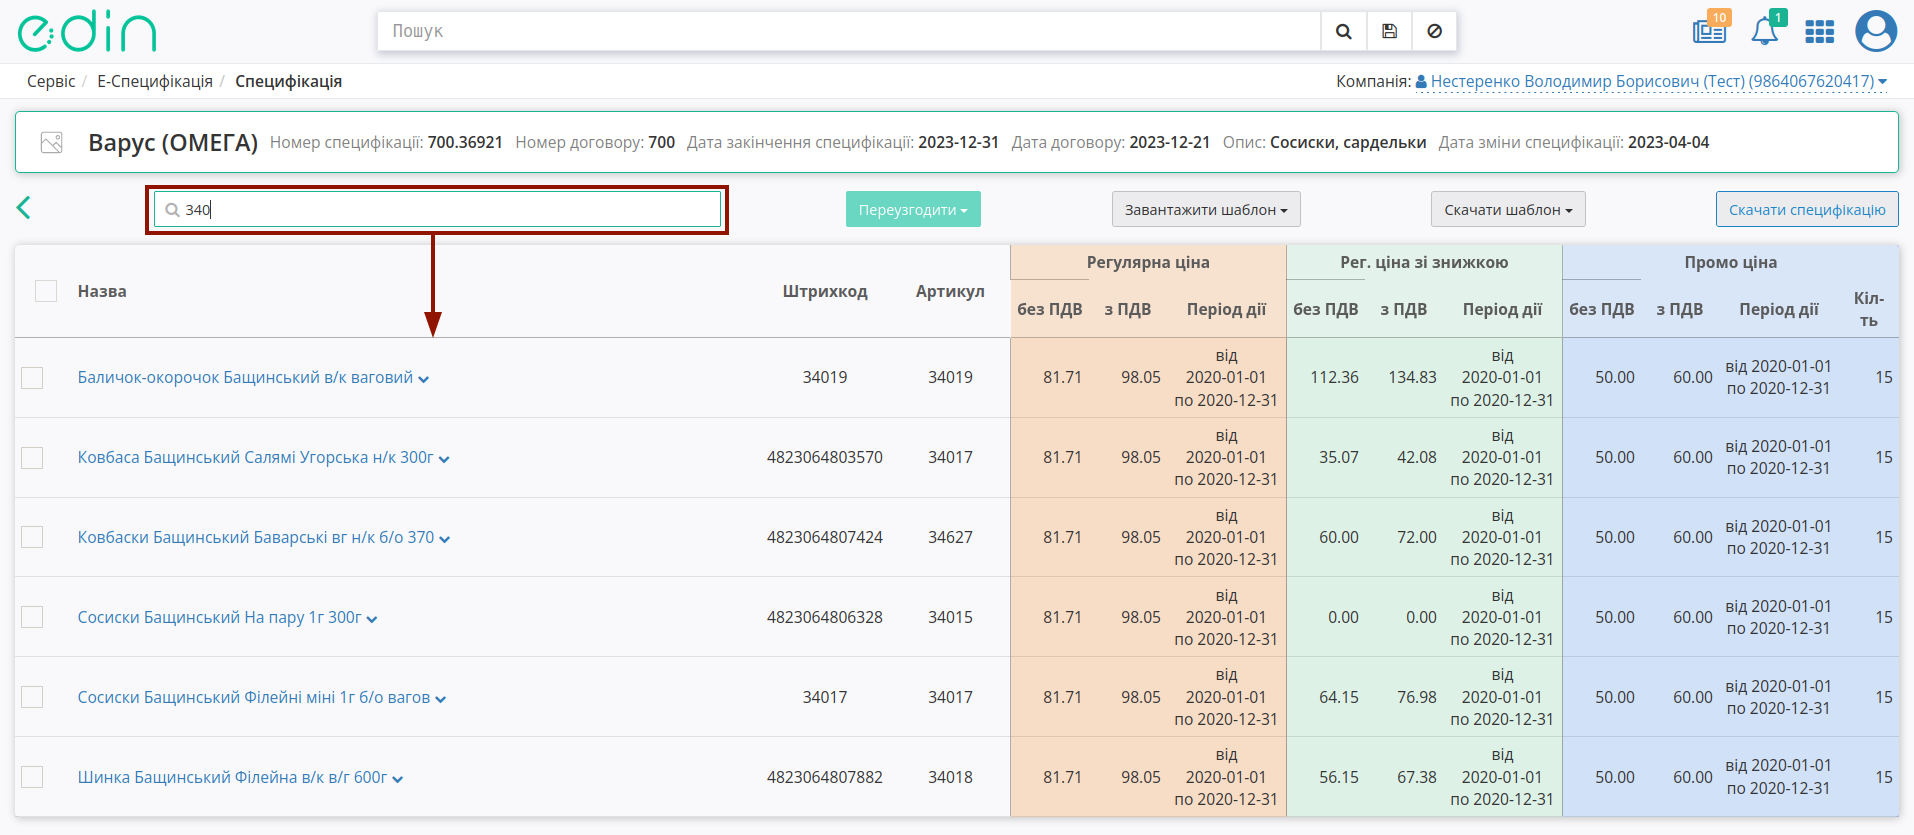 edin
Пошук
10
1
Сервіс / Е-Специфікація / Специфікація
Компанія: Нестеренко Володимир Борисович (Тест) (9864067620417)
Варус (ОМЕГА) Номер специфікації: 700.36921 Номер договору: 700 Дата закінчення специфікації: 2023-12-31 Дата договору: 2023-12-21 Опис: Сосиски, сардельки Дата зміни специфікації: 2023-04-04
340
Переузгодити
Завантажити шаблон
Скачати шаблон
Скачати специфікацію
Назва
Штрихкод
Артикул
Регулярна ціна
Рег. ціна зі знижкою
Промо ціна
без ПДВ з ПДВ Період дії
без ПДВ з ПДВ Період дії
без ПДВ з ПДВ Період дії
Кіл-
ть
Баличок-окорочок Бащинський в/к ваговий
34019
34019
81.71 98.05
від
2020-01-01
по 2020-12-31
112.36 134.83
від
2020-01-01
по 2020-12-31
50.00 60.00
від 2020-01-01
по 2020-12-31
15
Ковбаса Бащинський Салямі Угорська н/к 300г
4823064803570
34017
81.71 98.05
від
2020-01-01
по 2020-12-31
35.07 42.08
від
2020-01-01
по 2020-12-31
50.00 60.00
від 2020-01-01
по 2020-12-31
15
Ковбаски Бащинський Баварські вг н/к б/о 370
4823064807424
34627
81.71 98.05
від
2020-01-01
по 2020-12-31
60.00 72.00
від
2020-01-01
по 2020-12-31
50.00 60.00
від 2020-01-01
по 2020-12-31
15
Сосиски Бащинський На пару 1г 300г
4823064806328
34015
81.71 98.05
від
2020-01-01
по 2020-12-31
0.00 0.00
від
2020-01-01
по 2020-12-31
50.00 60.00
від 2020-01-01
по 2020-12-31
15
Сосиски Бащинський Філейні міні 1г б/о вагов
34017
34017
81.71 98.05
від
2020-01-01
по 2020-12-31
64.15 76.98
від
2020-01-01
по 2020-12-31
50.00 60.00
від 2020-01-01
по 2020-12-31
15
Шинка Бащинський Філейна в/к в/г 600г
4823064807882
34018
81.71 98.05
від
2020-01-01
по 2020-12-31
56.15 67.38
від
2020-01-01
по 2020-12-31
50.00 60.00
від 2020-01-01
по 2020-12-31
15